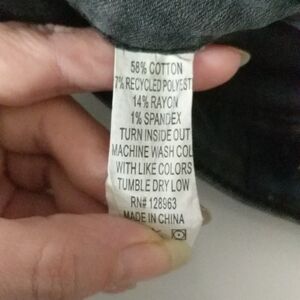 58% COTTON
7% RECYCLED POLYEST
14% RAYON
1% SPANDEX
TURN INSIDE OUT
MACHINE WASH COL
WITH LIKE COLORS
TUMBLE DRY LOW
RN# 128963
MADE IN CHINA